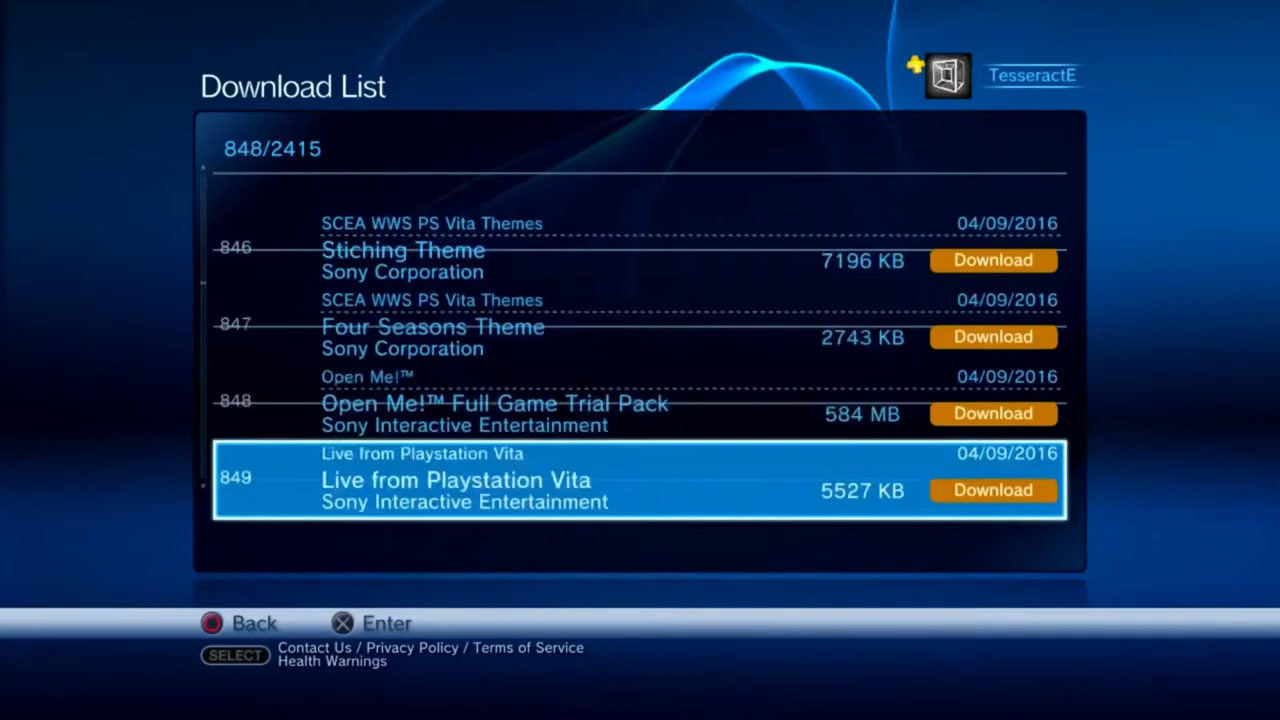 Download List
TesseractE
848/2415
SCEA WWS PS Vita Themes 04/09/2016
846
Stiching Theme
Sony Corporation
7196 KB
Download
SCEA WWS PS Vita Themes 04/09/2016
847
Four Seasons Theme
Sony Corporation
2743 KB
Download
Open Me!™ 04/09/2016
848
Open Me!™ Full Game Trial Pack
Sony Interactive Entertainment
584 MB
Download
Live from Playstation Vita 04/09/2016
849
Live from Playstation Vita
Sony Interactive Entertainment
5527 KB
Download
Back Enter
SELECT
Contact Us / Privacy Policy / Terms of Service
Health Warnings